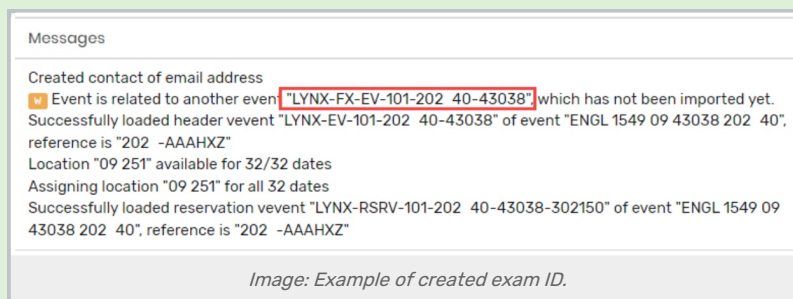 Messages
Created contact of email address
W Event is related to another event "LYNX-FX-EV-101-202 40-43038", which has not been imported yet.
Successfully loaded header vevent "LYNX-EV-101-202 40-43038" of event "ENGL 1549 09 43038 202 40",
reference is "202 -AAAHXZ"
Location "09 251" available for 32/32 dates
Assigning location "09 251" for all 32 dates
Successfully loaded reservation vevent "LYNX-RSRV-101-202 40-43038-302150" of event "ENGL 1549 09
43038 202 40", reference is "202 -AAAHXZ"
Image: Example of created exam ID.